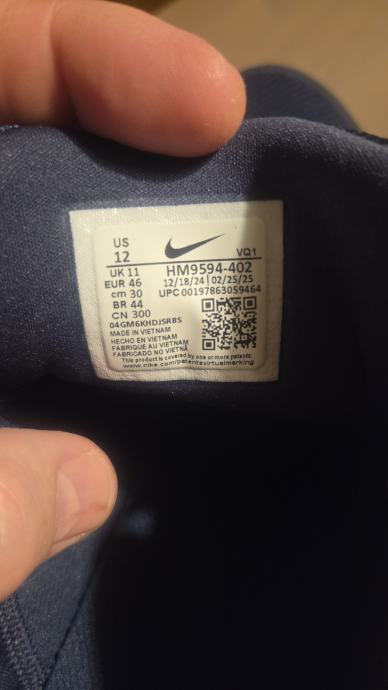 US
12
VQ1
UK 11
EUR 46
cm 30
BR 44
CN 300
HM9594-402
12/18/24 | 02/25/25
UPC 00197863059464
04GM6KHDJSR8S
MADE IN VIETNAM
HECHO EN VIETNAM
FABRIQUE AU VIETNAM
FABRICADO NO VIETNÃ
This product is covered by one or more patents:
www.nike.com/patentsvirtualmarking